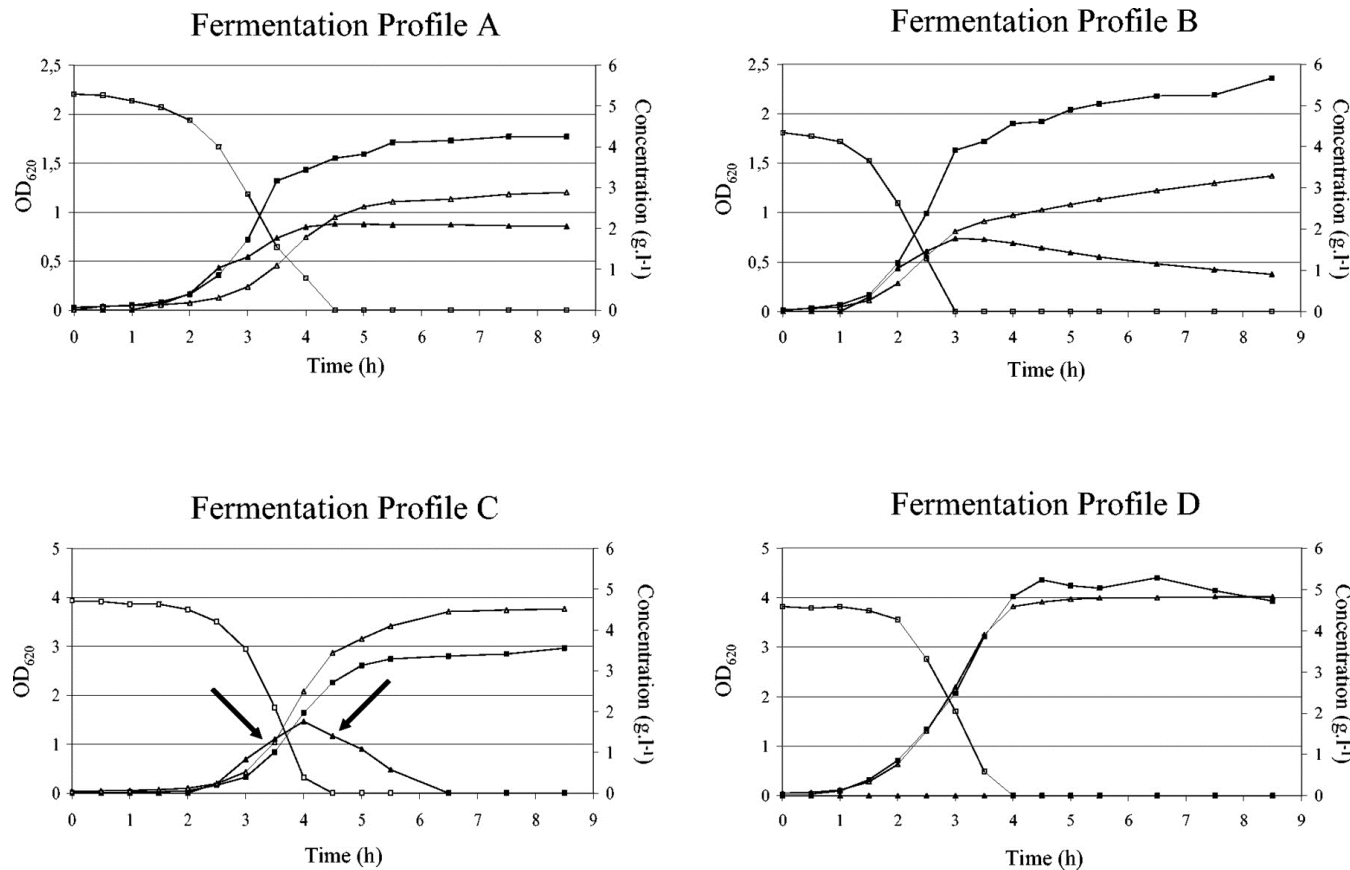 Fermentation Profile A
2,5
2
1,5
1
0,5
0
6
5
4
3
2
1
0
OD620
Concentration (g.l-1)
0 1 2 3 4 5 6 7 8 9
Time (h)
Fermentation Profile B
2,5
2
1,5
1
0,5
0
6
5
4
3
2
1
0
OD620
Concentration (g.l-1)
0 1 2 3 4 5 6 7 8 9
Time (h)
Fermentation Profile C
5
4
3
2
1
0
6
5
4
3
2
1
0
OD620
Concentration (g.l-1)
0 1 2 3 4 5 6 7 8 9
Time (h)
Fermentation Profile D
5
4
3
2
1
0
6
5
4
3
2
1
0
OD620
Concentration (g.l-1)
0 1 2 3 4 5 6 7 8 9
Time (h)